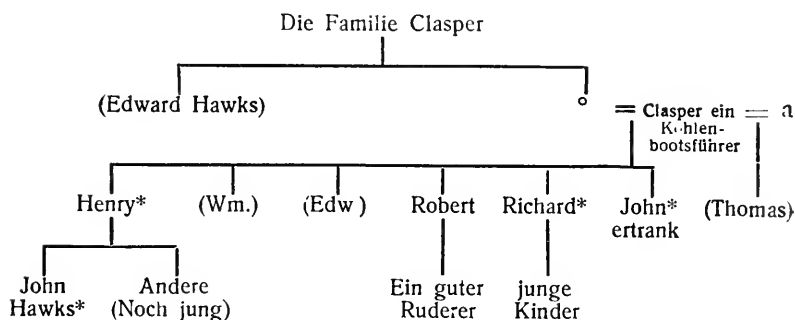 Die Familie Clasper
(Edward Hawks)
= Clasper ein = a
Kohlen-
bootsführer
Henry* (Wm.) (Edw) Robert Richard* John* (Thomas)
ertrank
John Andere Ein guter junge
Hawks* (Noch jung) Ruderer Kinder